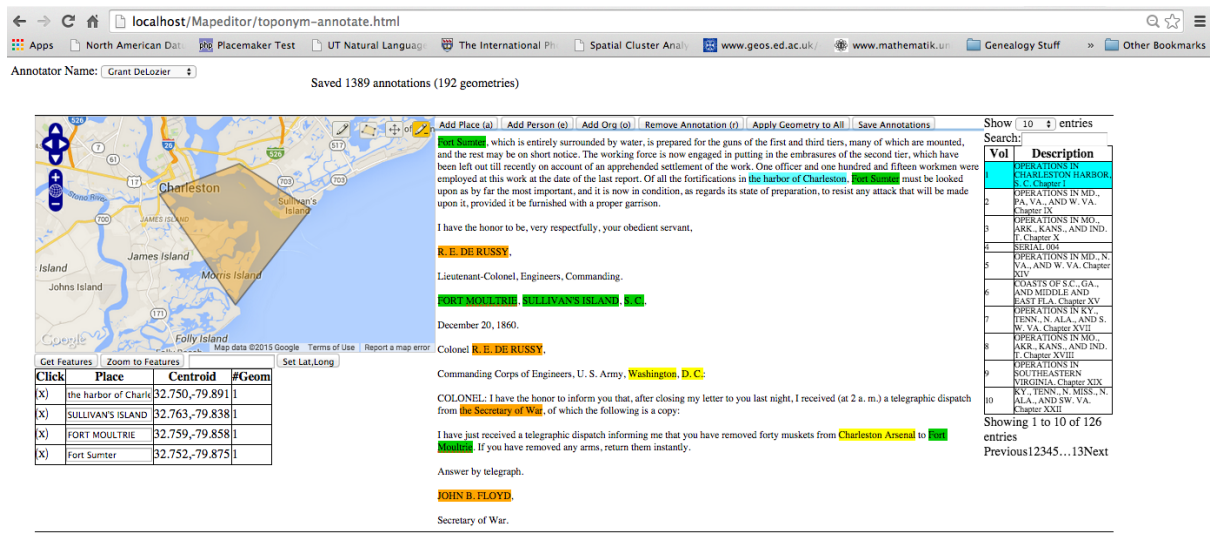 localhost/Mapeditor/toponym-annotate.html
Apps North American Dat Placemaker Test UT Natural Language The International Ph Spatial Cluster Analy www.geos.ed.ac.uk/ www.mathematik.un Genealogy Stuff » Other Bookmarks
Annotator Name: Grant DeLozier
Saved 1389 annotations (192 geometries)
526
7
61
526
517
17
Charleston
Stono River
700
JAMES ISLAND
703
703
Sullivan's
Island
James Island
Island
Morris Island
Johns Island
171
Folly Island
Google
Map data ©2015 Google Terms of Use Report a map error
Get Features Zoom to Features Set Lat,Long
Click Place Centroid #Geom
(x) the harbor of Charle 32.750,-79.891 1
(x) SULLIVAN'S ISLAND 32.763,-79.838 1
(x) FORT MOULTRIE 32.759,-79.858 1
(x) Fort Sumter 32.752,-79.875 1
Add Place (a) Add Person (e) Add Org (o) Remove Annotation (r) Apply Geometry to All Save Annotations
Fort Sumter, which is entirely surrounded by water, is prepared for the guns of the first and third tiers, many of which are mounted,
and the rest may be on short notice. The working force is now engaged in putting in the embrasures of the second tier, which have
been left out till recently on account of an apprehended settlement of the work. One officer and one hundred and fifteen workmen were
employed at this work at the date of the last report. Of all the fortifications in the harbor of Charleston, Fort Sumter must be looked
upon as by far the most important, and it is now in condition, as regards its state of preparation, to resist any attack that will be made
upon it, provided it be furnished with a proper garrison.
I have the honor to be, very respectfully, your obedient servant,
R. E. DE RUSSY,
Lieutenant-Colonel, Engineers, Commanding.
FORT MOULTRIE, SULLIVAN'S ISLAND, S. C.,
December 20, 1860.
Colonel R. E. DE RUSSY,
Commanding Corps of Engineers, U. S. Army, Washington, D. C.:
COLONEL: I have the honor to inform you that, after closing my letter to you last night, I received (at 2 a. m.) a telegraphic dispatch
from the Secretary of War, of which the following is a copy:
I have just received a telegraphic dispatch informing me that you have removed forty muskets from Charleston Arsenal to Fort
Moultrie. If you have removed any arms, return them instantly.
Answer by telegraph.
JOHN B. FLOYD,
Secretary of War.
Show 10 entries
Search:
Vol Description
1 OPERATIONS IN
CHARLESTON HARBOR,
S. C. Chapter I
2 OPERATIONS IN MD.,
PA, VA., AND W. VA.
Chapter IX
3 OPERATIONS IN MO.,
ARK., KANS., AND IND.
T. Chapter X
4 SERIAL 004
5 OPERATIONS IN MD., N.
VA., AND W. VA. Chapter
XIV
6 COASTS OF S.C., GA.,
AND MIDDLE AND
EAST FLA. Chapter XV
7 OPERATIONS IN KY.,
TENN., N. ALA., AND S.
W. VA. Chapter XVII
8 OPERATIONS IN MO.,
AKR., KANS., AND IND.
T. Chapter XVIII
9 OPERATIONS IN
SOUTHEASTERN
VIRGINIA. Chapter XIX
10 KY., TENN., N. MISS., N.
ALA., AND SW. VA.
Chapter XXII
Showing 1 to 10 of 126
entries
Previous12345…13Next